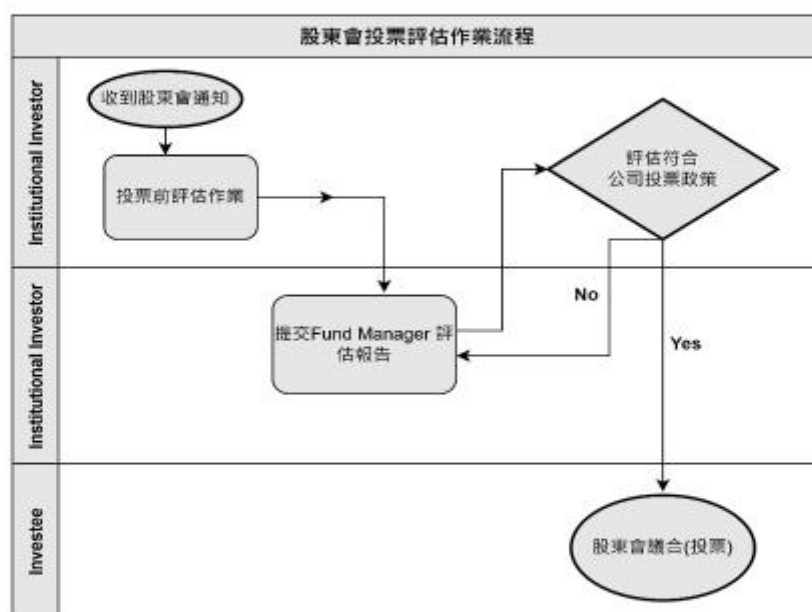 股東會投票評估作業流程
Institutional Investor
收到股東會通知
投票前評估作業
評估符合
公司投票政策
Institutional Investor
提交Fund Manager 評
估報告
No
Yes
Investee
股東會議合(投票)